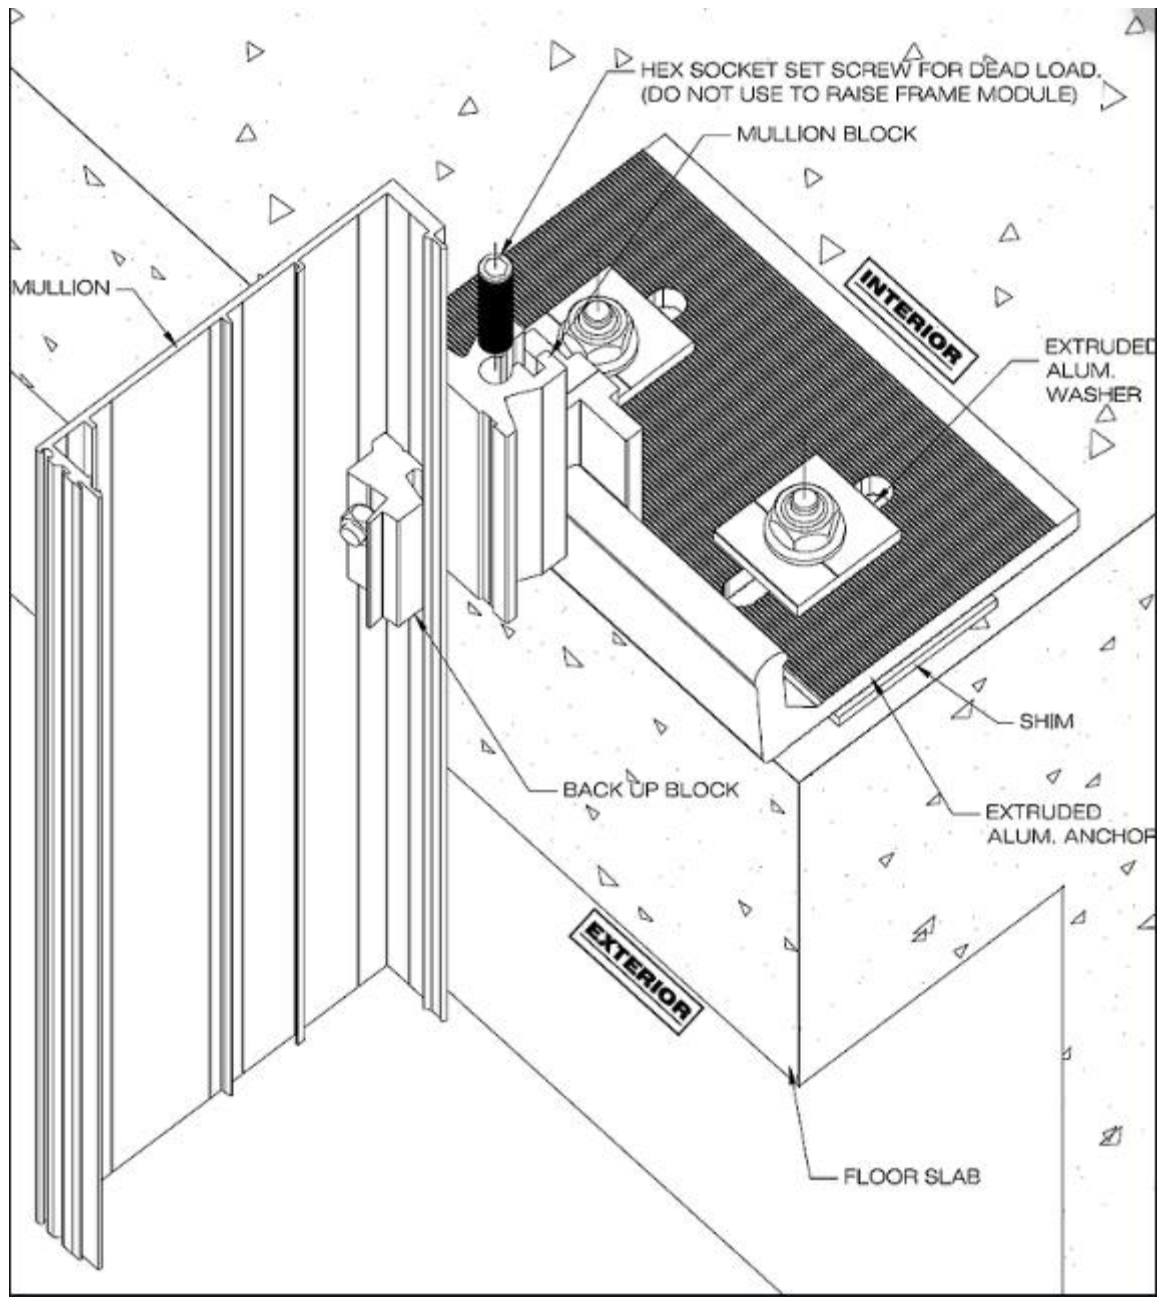 HEX SOCKET SET SCREW FOR DEAD LOAD.
(DO NOT USE TO RAISE FRAME MODULE)
MULLION BLOCK
INTERIOR
MULLION
EXTRUDED
ALUM.
WASHER
SHIM
BACK UP BLOCK
EXTRUDED
ALUM. ANCHOR
EXTERIOR
FLOOR SLAB